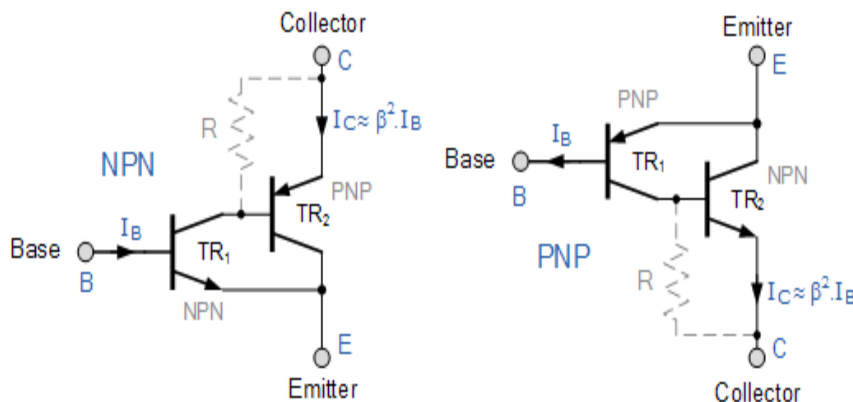 Collector
C
R
I_C≈ β².I_B
NPN
PNP
TR₂
I_B
TR₁
Base
B
NPN
E
Emitter
Emitter
E
PNP
I_B
Base
B
TR₁
NPN
TR₂
PNP
R
I_C≈ β².I_B
C
Collector